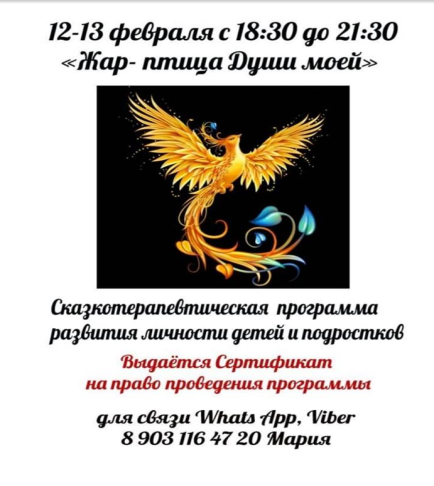 12-13 февраля с 18:30 до 21:30
«Жар- птица Души моей»
Сказкотерапевтическая программа
развития личности детей и подростков
Выдаётся Сертификат
на право проведения программы
для связи Whats App, Viber
8 903 116 47 20 Мария